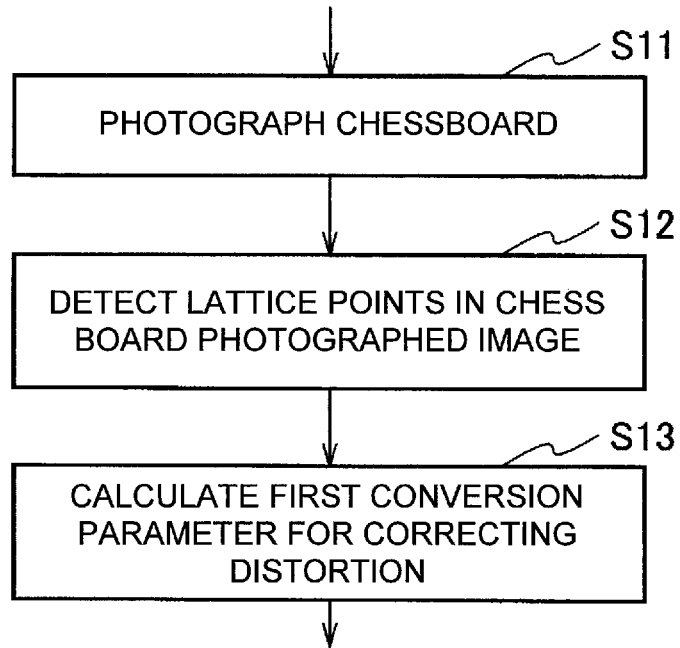 S11
PHOTOGRAPH CHESSBOARD
S12
DETECT LATTICE POINTS IN CHESS
BOARD PHOTOGRAPHED IMAGE
S13
CALCULATE FIRST CONVERSION
PARAMETER FOR CORRECTING
DISTORTION